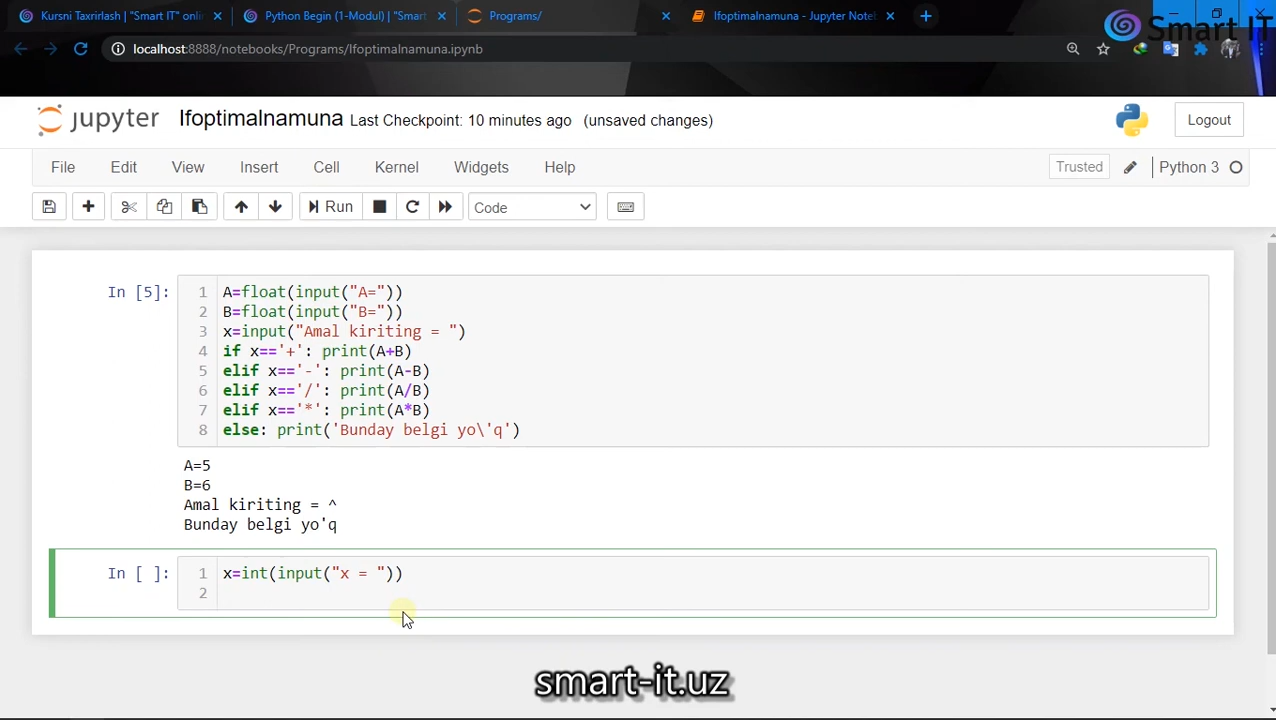 Kursni Taxrirlash | "Smart IT" onli
Python Begin (1-Modul) | "Smart
Programs/
Ifoptimalnamuna - Jupyter Note
Smart IT
localhost:8888/notebooks/Programs/Ifoptimalnamuna.ipynb
jupyter Ifoptimalnamuna Last Checkpoint: 10 minutes ago (unsaved changes)
Logout
File Edit View Insert Cell Kernel Widgets Help
Trusted
Python 3
Run
Code
In [5]:
1 A=float(input("A="))
2 B=float(input("B="))
3 x=input("Amal kiriting = ")
4 if x=='+': print(A+B)
5 elif x=='-': print(A-B)
6 elif x=='/': print(A/B)
7 elif x=='*': print(A*B)
8 else: print('Bunday belgi yo\'q')
A=5
B=6
Amal kiriting = ^
Bunday belgi yo'q
In [ ]:
1 x=int(input("x = "))
2
smart-it.uz